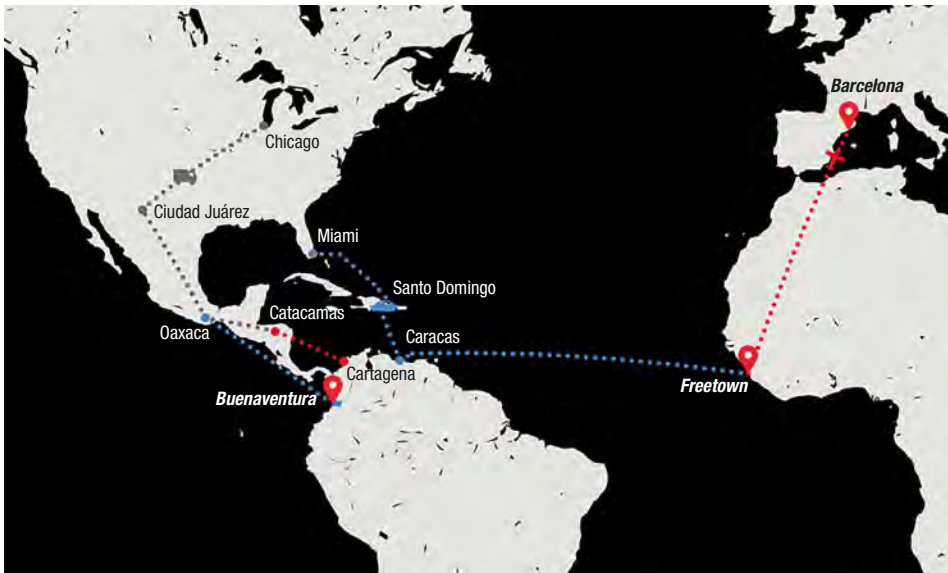 Barcelona
Chicago
Ciudad Juárez
Miami
Santo Domingo
Catacamas
Oaxaca
Caracas
Cartagena
Buenaventura
Freetown